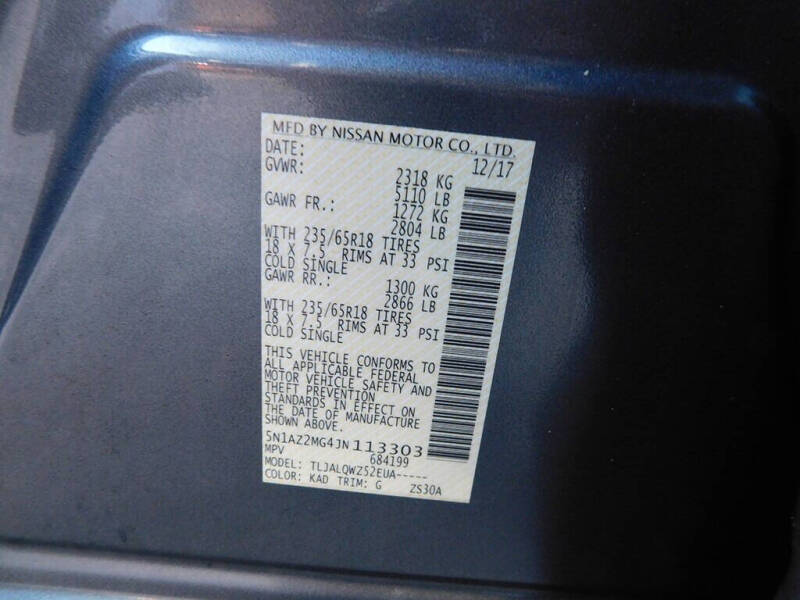 MFD BY NISSAN MOTOR CO., LTD.
DATE: 12/17
GVWR: 2318 KG
5110 LB
GAWR FR.: 1272 KG
2804 LB
WITH 235/65R18 TIRES
18 X 7.5 RIMS AT 33 PSI
COLD SINGLE
GAWR RR.: 1300 KG
2866 LB
WITH 235/65R18 TIRES
18 X 7.5 RIMS AT 33 PSI
COLD SINGLE
THIS VEHICLE CONFORMS TO
ALL APPLICABLE FEDERAL
MOTOR VEHICLE SAFETY AND
THEFT PREVENTION
STANDARDS IN EFFECT ON
THE DATE OF MANUFACTURE
SHOWN ABOVE.
5N1AZ2MG4JN113303
MPV 684199
MODEL: TLJALQWZ52EUA-----
COLOR: KAD TRIM: G ZS30A